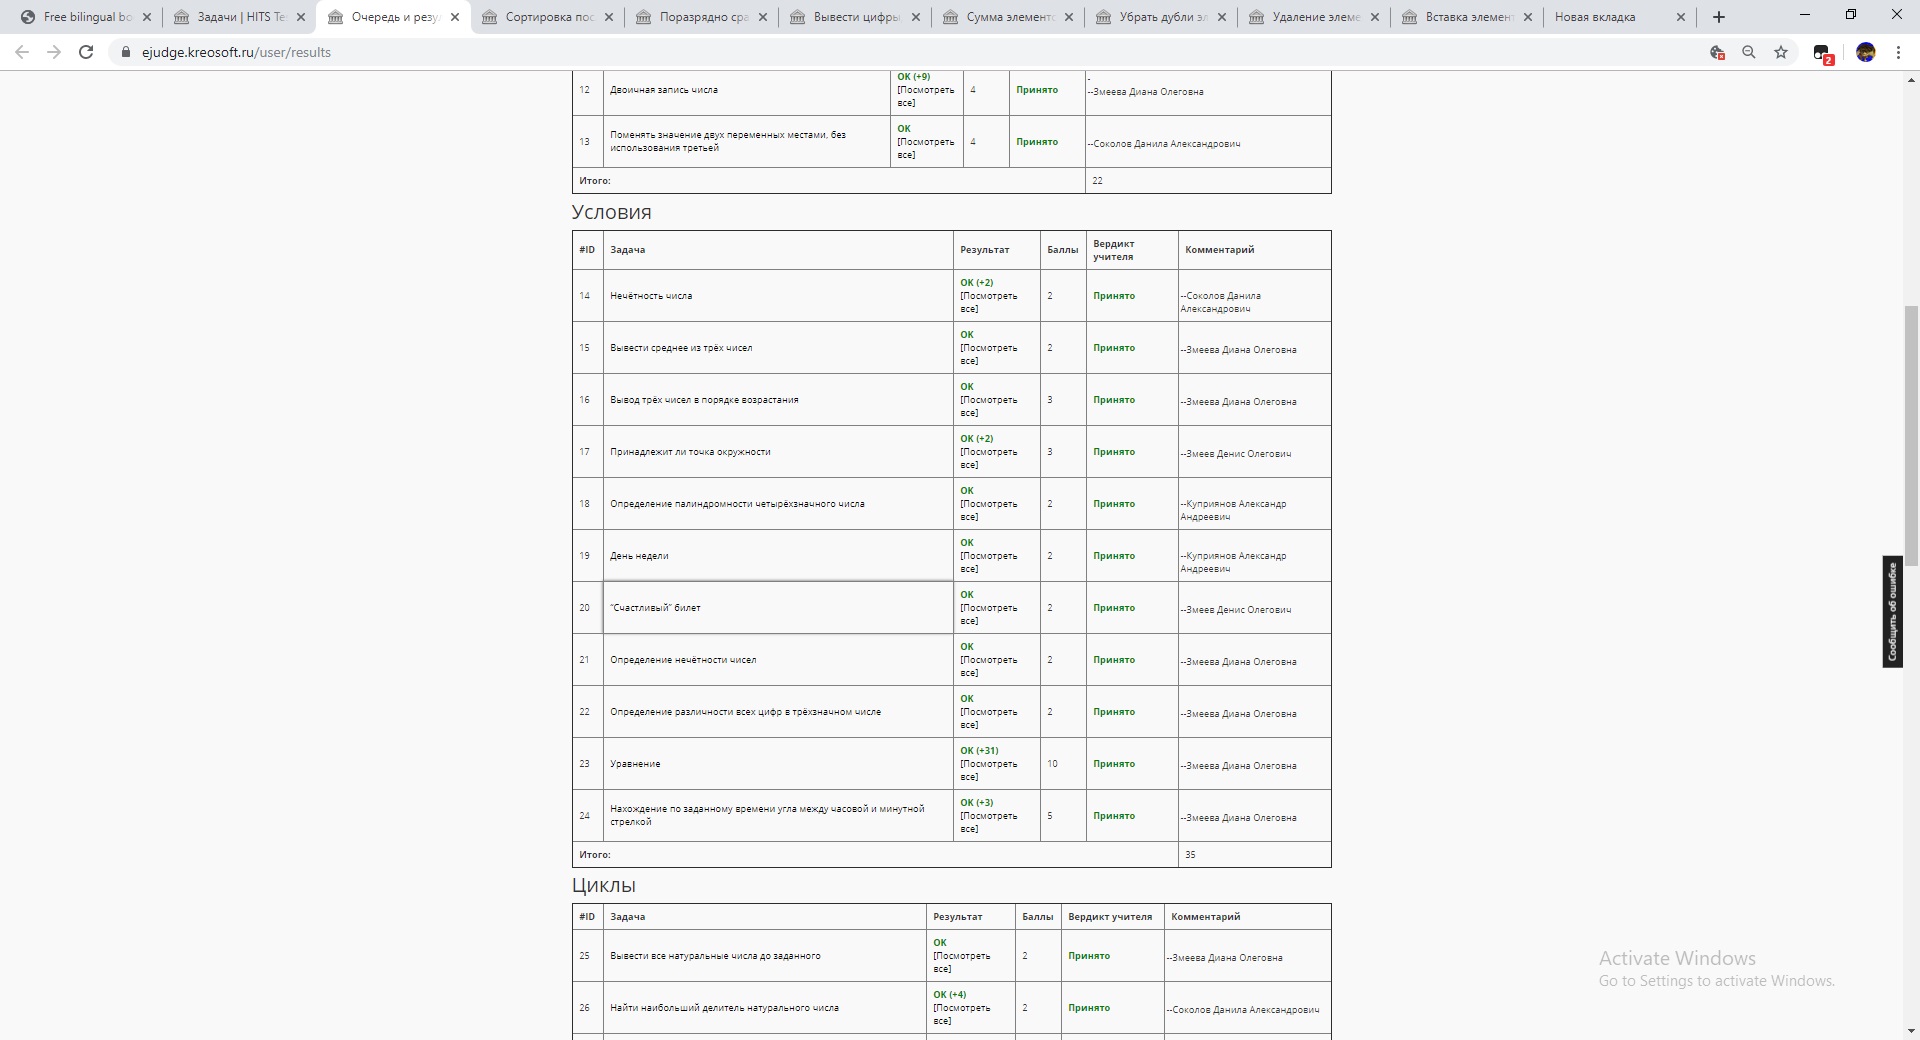 Free bilingual bo
Задачи | HITS Te
Очередь и резу
Сортировка пос
Поразрядно сра
Вывести цифры
Сумма элемент
Убрать дубли эл
Удаление элеме
Вставка элемен
Новая вкладка
ejudge.kreosoft.ru/user/results
2
12 Двоичная запись числа OK (+9) [Посмотреть все] 4 Принято - --Змеева Диана Олеговна
13 Поменять значение двух переменных местами, без использования третьей OK [Посмотреть все] 4 Принято --Соколов Данила Александрович
Итого: 22
Условия
#ID Задача Результат Баллы Вердикт учителя Комментарий
14 Нечётность числа OK (+2) [Посмотреть все] 2 Принято --Соколов Данила Александрович
15 Вывести среднее из трёх чисел OK [Посмотреть все] 2 Принято --Змеева Диана Олеговна
16 Вывод трёх чисел в порядке возрастания OK [Посмотреть все] 3 Принято --Змеева Диана Олеговна
17 Принадлежит ли точка окружности OK (+2) [Посмотреть все] 3 Принято --Змеев Денис Олегович
18 Определение палиндромности четырёхзначного числа OK [Посмотреть все] 2 Принято --Куприянов Александр Андреевич
19 День недели OK [Посмотреть все] 2 Принято --Куприянов Александр Андреевич
20 "Счастливый" билет OK [Посмотреть все] 2 Принято --Змеев Денис Олегович
21 Определение нечётности чисел OK [Посмотреть все] 2 Принято --Змеева Диана Олеговна
22 Определение различности всех цифр в трёхзначном числе OK [Посмотреть все] 2 Принято --Змеева Диана Олеговна
23 Уравнение OK (+31) [Посмотреть все] 10 Принято --Змеева Диана Олеговна
24 Нахождение по заданному времени угла между часовой и минутной стрелкой OK (+3) [Посмотреть все] 5 Принято --Змеева Диана Олеговна
Итого: 35
Циклы
#ID Задача Результат Баллы Вердикт учителя Комментарий
25 Вывести все натуральные числа до заданного OK [Посмотреть все] 2 Принято --Змеева Диана Олеговна
26 Найти наибольший делитель натурального числа OK (+4) [Посмотреть все] 2 Принято --Соколов Данила Александрович
Сообщить об ошибке
Activate Windows
Go to Settings to activate Windows.